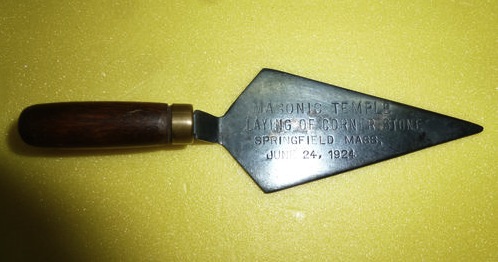 MASONIC TEMPLE
LAYING OF CORNER STONE
SPRINGFIELD MASS.
JUNE 24, 1924